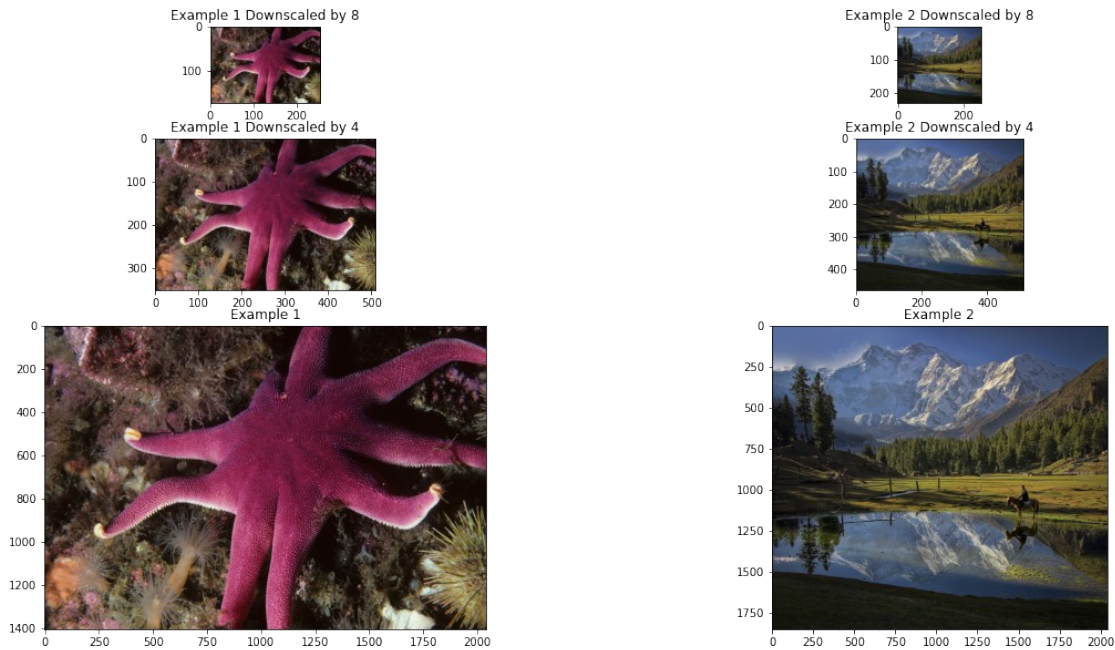 Example 1 Downscaled by 8
0
100
0 100 200
Example 2 Downscaled by 8
0
100
200
0 200
Example 1 Downscaled by 4
0
100
200
300
0 100 200 300 400 500
Example 2 Downscaled by 4
0
100
200
300
400
0 200 400
Example 1
0
200
400
600
800
1000
1200
1400
0 250 500 750 1000 1250 1500 1750 2000
Example 2
0
250
500
750
1000
1250
1500
1750
0 250 500 750 1000 1250 1500 1750 2000